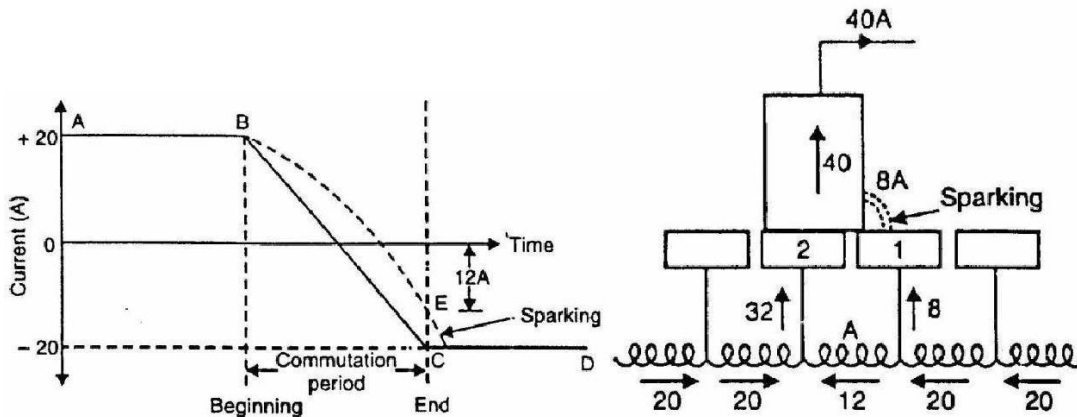 Current (A)
+ 20
0
− 20
A
B
'Time
12A
E
Sparking
C
D
Commutation
period
Beginning
End
40A
40
8A
Sparking
2
1
32
8
A
20
20
12
20
20